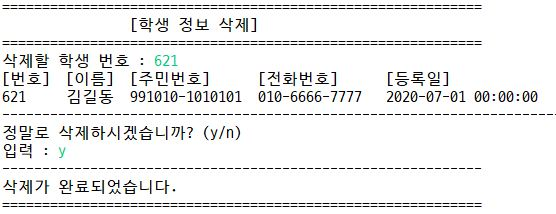 ============================================================
[학생 정보 삭제]
============================================================
삭제할 학생 번호 : 621
[번호] [이름] [주민번호] [전화번호] [등록일]
621 김길동 991010-1010101 010-6666-7777 2020-07-01 00:00:00
----------------------------------------------------------------------
정말로 삭제하시겠습니까? (y/n)
입력 : y
------------------------------------------------------------
삭제가 완료되었습니다.
============================================================